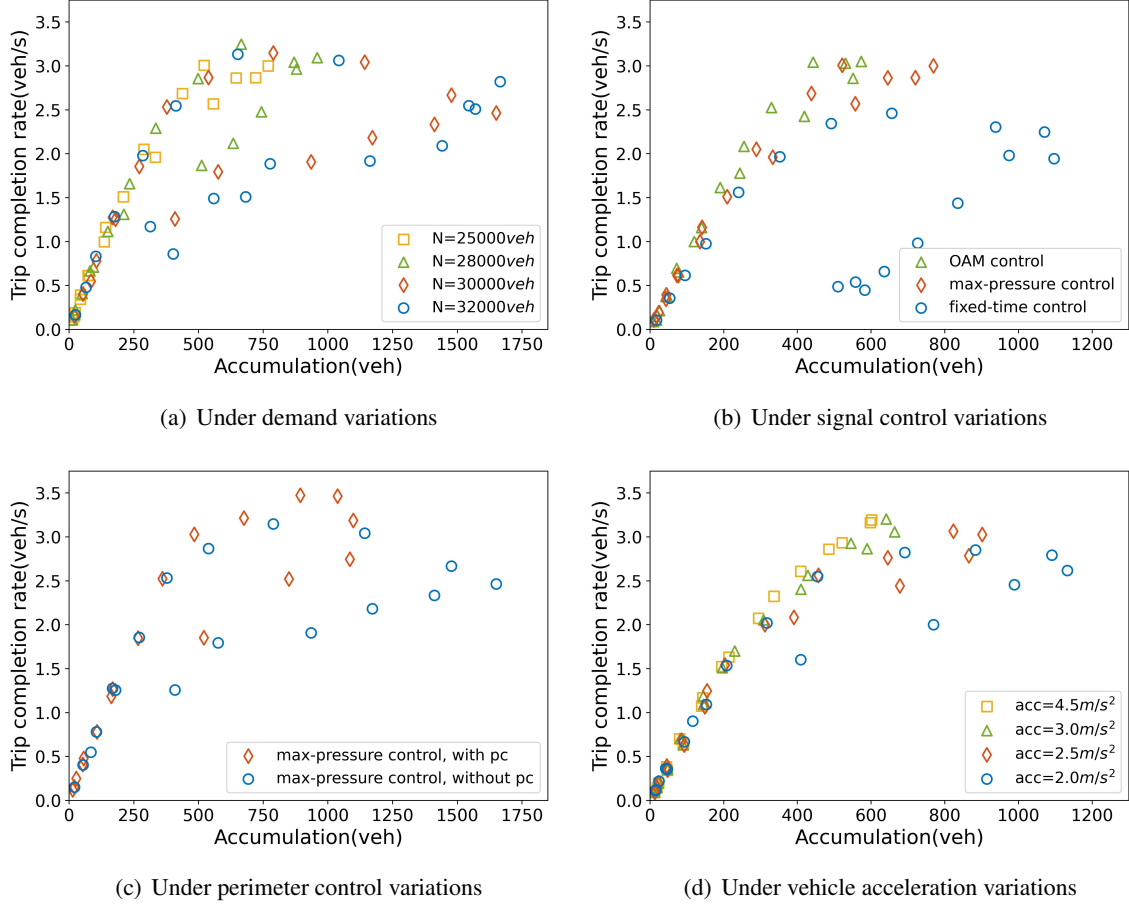 Trip completion rate(veh/s)
3.5
3.0
2.5
2.0
1.5
1.0
0.5
0.0
N=25000veh
N=28000veh
N=30000veh
N=32000veh
0 250 500 750 1000 1250 1500 1750
Accumulation(veh)
(a) Under demand variations
Trip completion rate(veh/s)
3.5
3.0
2.5
2.0
1.5
1.0
0.5
0.0
OAM control
max-pressure control
fixed-time control
0 200 400 600 800 1000 1200
Accumulation(veh)
(b) Under signal control variations
Trip completion rate(veh/s)
3.5
3.0
2.5
2.0
1.5
1.0
0.5
0.0
max-pressure control, with pc
max-pressure control, without pc
0 250 500 750 1000 1250 1500 1750
Accumulation(veh)
(c) Under perimeter control variations
Trip completion rate(veh/s)
3.5
3.0
2.5
2.0
1.5
1.0
0.5
0.0
acc=4.5m/s²
acc=3.0m/s²
acc=2.5m/s²
acc=2.0m/s²
0 200 400 600 800 1000 1200
Accumulation(veh)
(d) Under vehicle acceleration variations